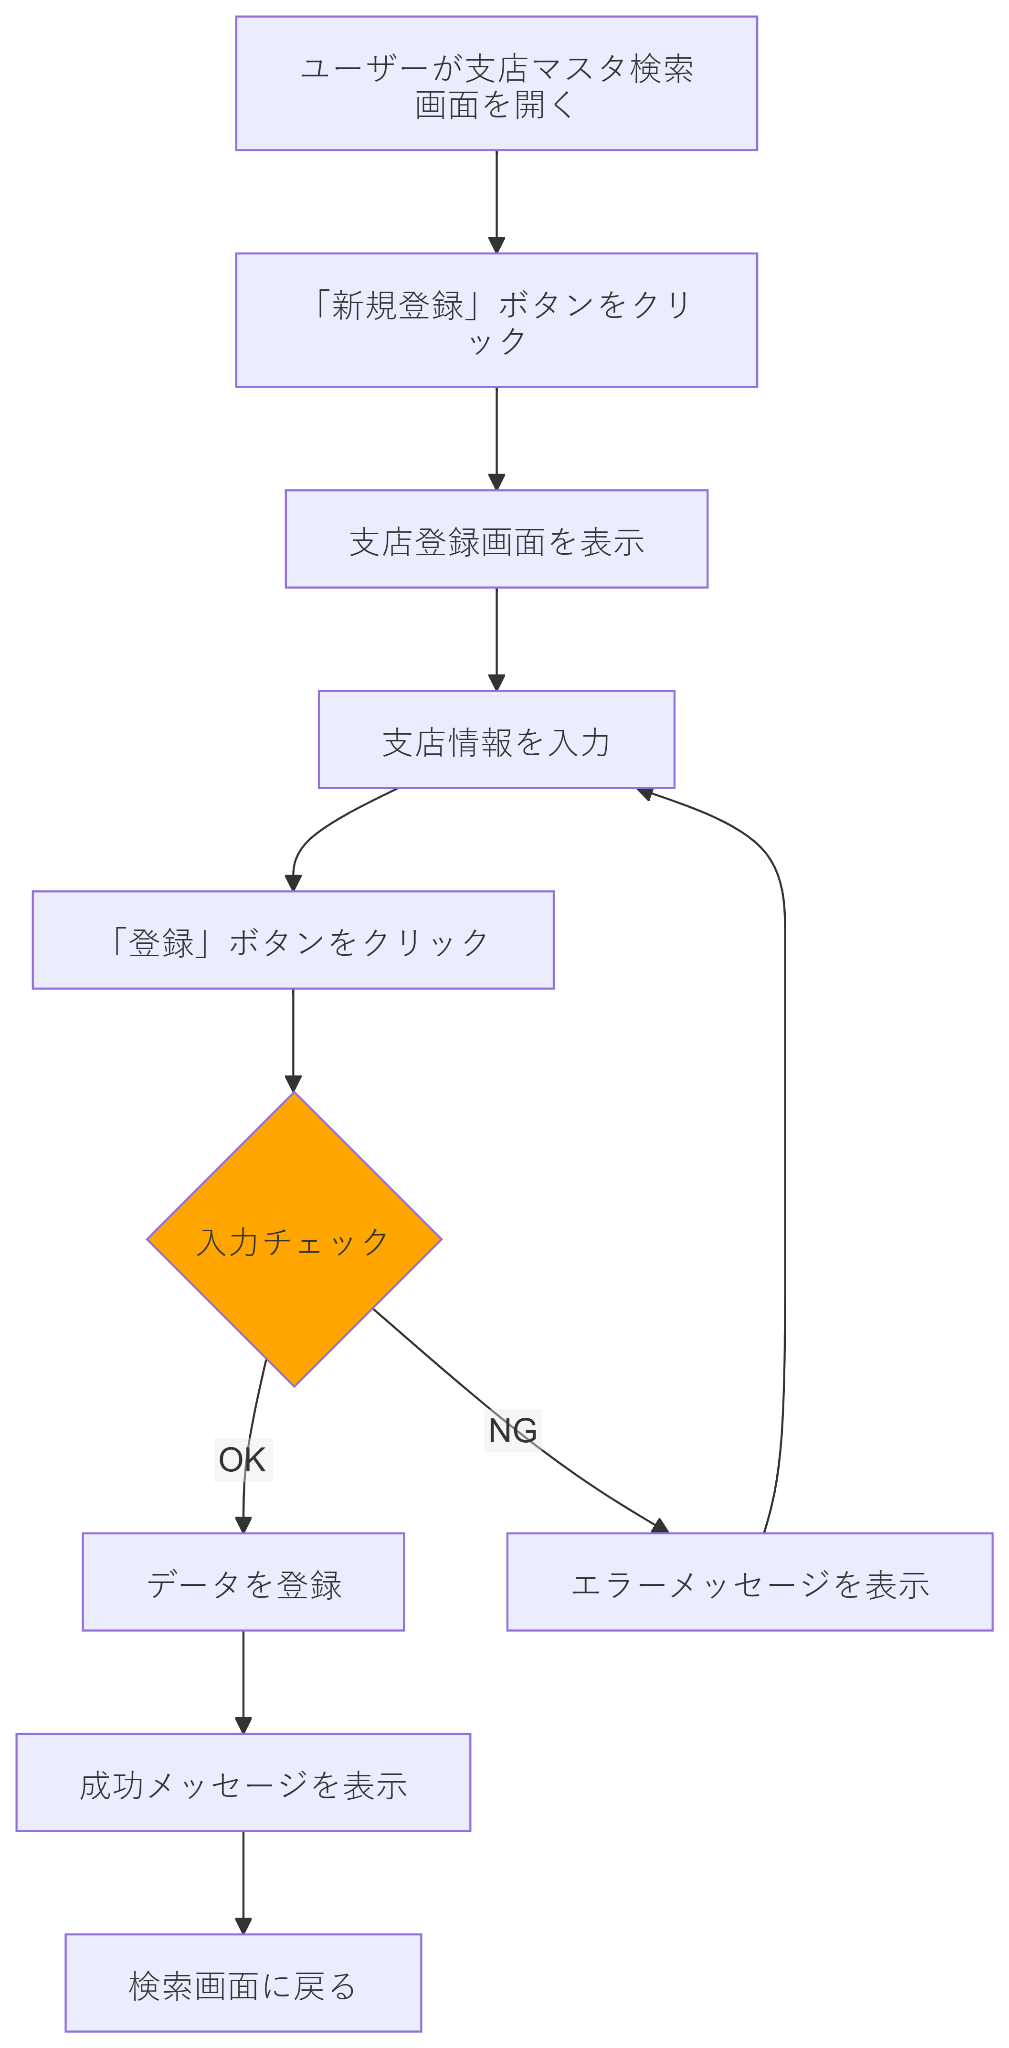 ユーザーが支店マスタ検索
画面を開く
「新規登録」ボタンをクリ
ック
支店登録画面を表示
支店情報を入力
「登録」ボタンをクリック
入力チェック
NG
OK
データを登録
エラーメッセージを表示
成功メッセージを表示
検索画面に戻る